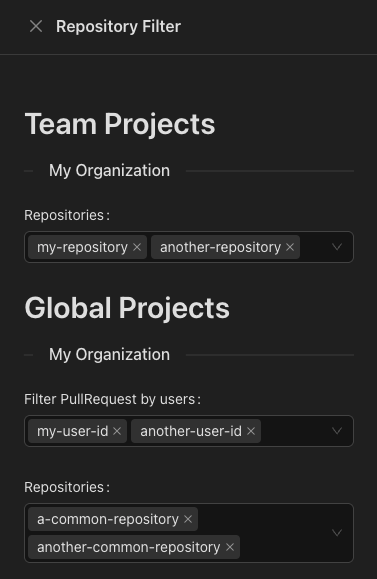 Repository Filter
Team Projects
My Organization
Repositories:
my-repository another-repository
Global Projects
My Organization
Filter PullRequest by users:
my-user-id another-user-id
Repositories:
a-common-repository
another-common-repository